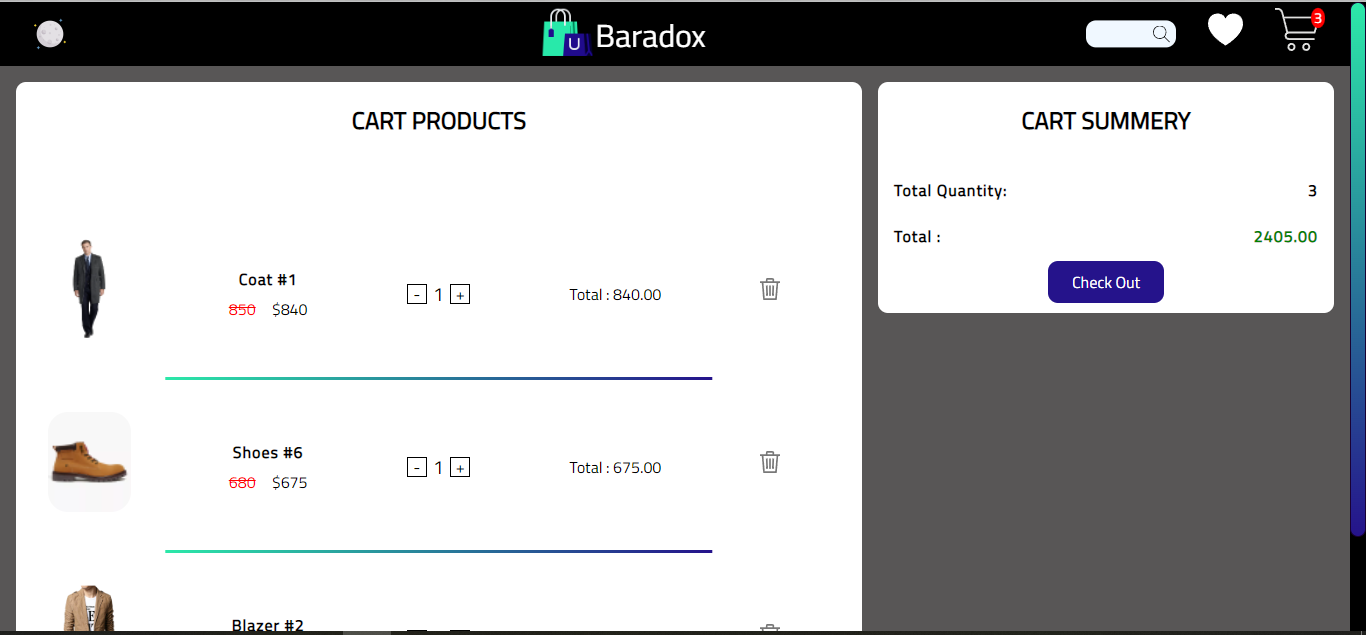 U Baradox
3
CART PRODUCTS
Coat #1
850 $840
- 1 +
Total : 840.00
Shoes #6
680 $675
- 1 +
Total : 675.00
Blazer #2
CART SUMMERY
Total Quantity: 3
Total : 2405.00
Check Out